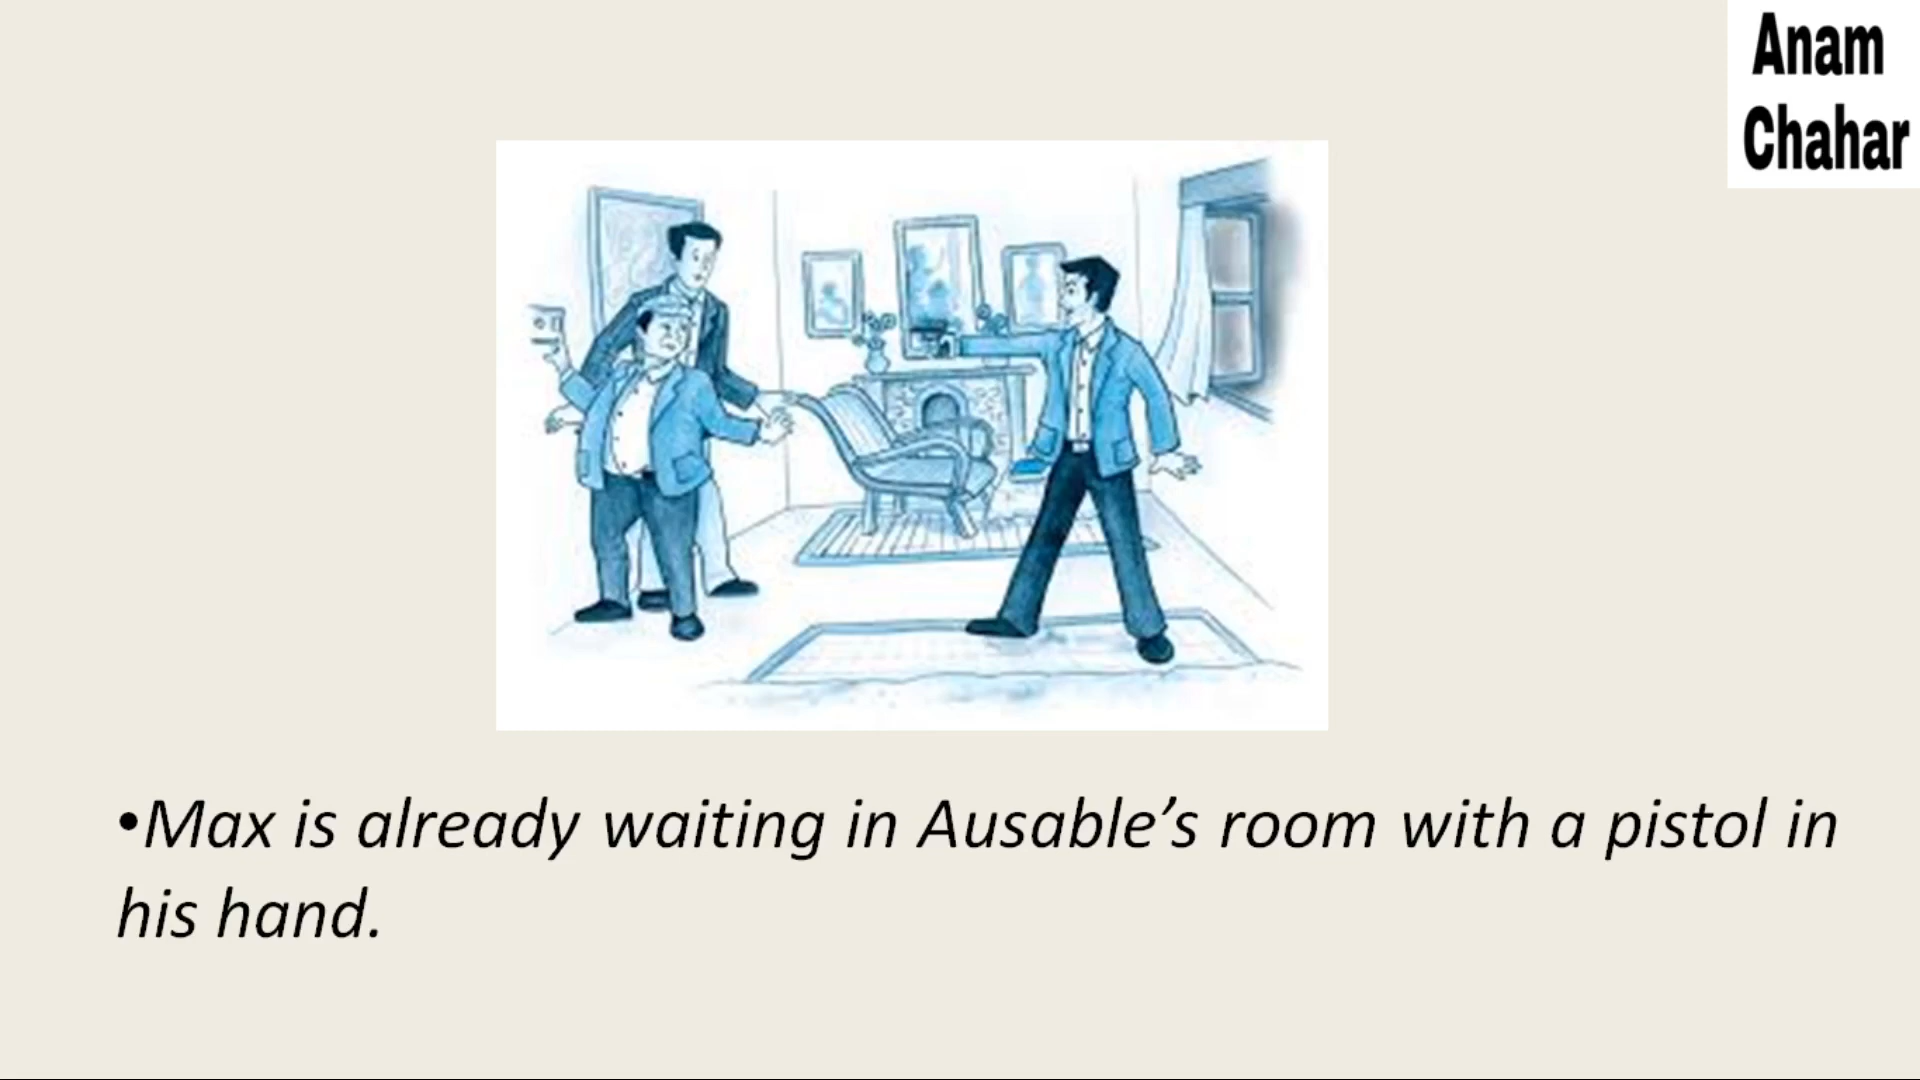 Anam
Chahar
•Max is already waiting in Ausable’s room with a pistol in
his hand.